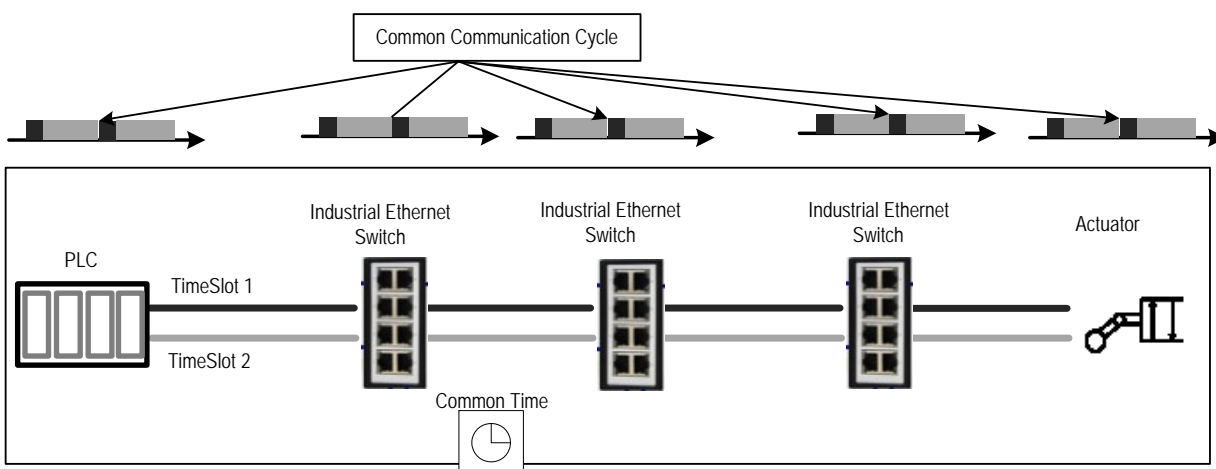 Common Communication Cycle
Industrial Ethernet
Switch
Industrial Ethernet
Switch
Industrial Ethernet
Switch
Actuator
PLC
TimeSlot 1
TimeSlot 2
Common Time